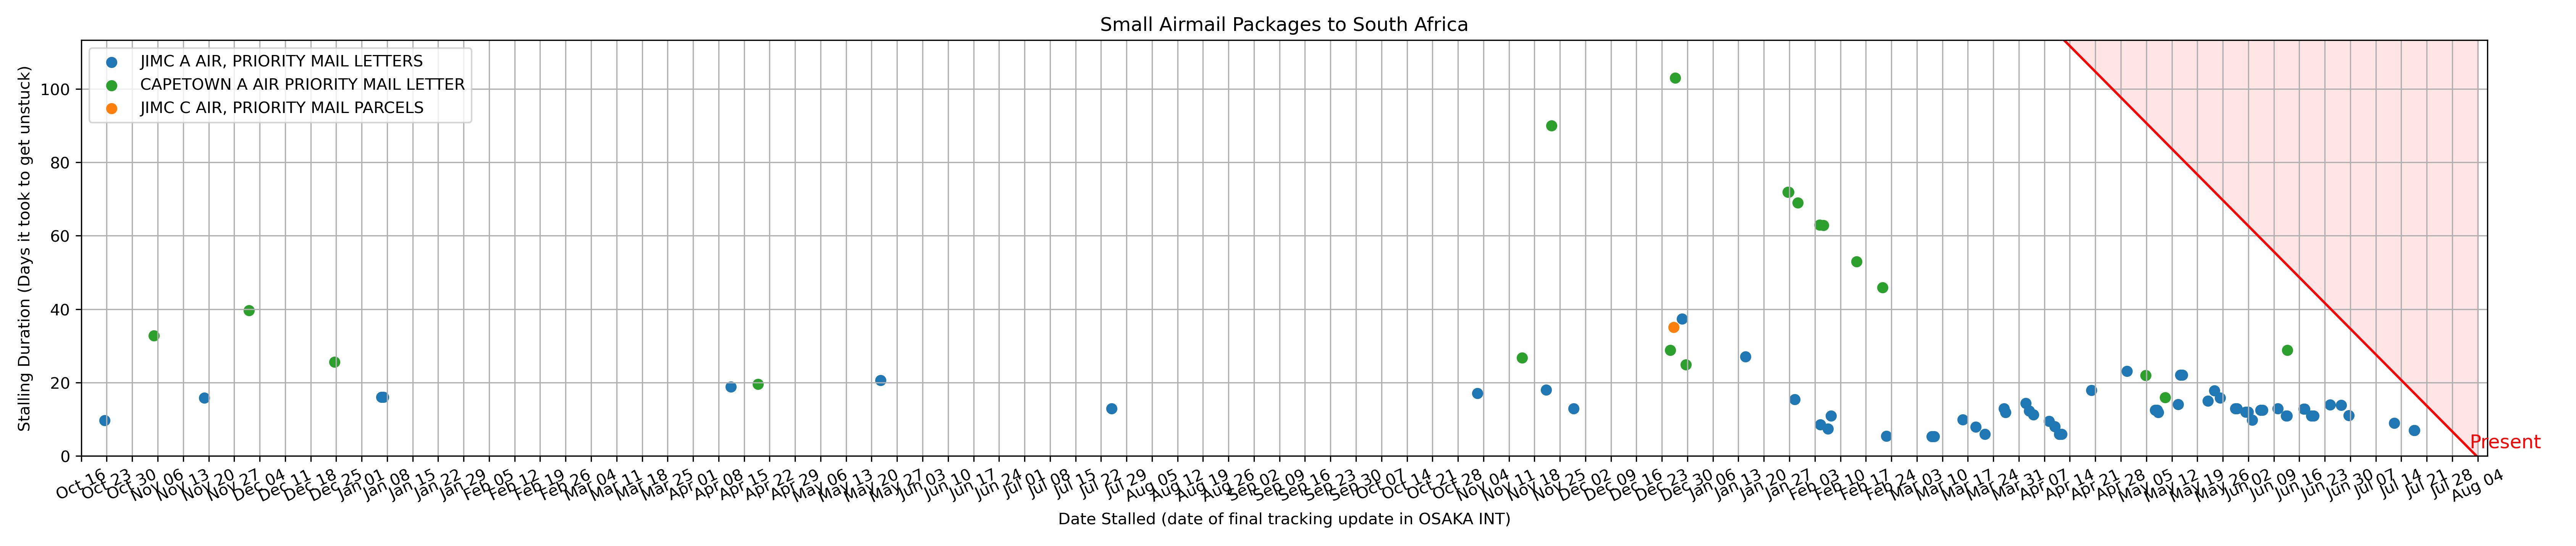 Small Airmail Packages to South Africa
JIMC A AIR, PRIORITY MAIL LETTERS
CAPETOWN A AIR PRIORITY MAIL LETTER
JIMC C AIR, PRIORITY MAIL PARCELS
Stalling Duration (Days it took to get unstuck)
100
80
60
40
20
0
Present
Oct 16 Oct 23 Oct 30 Nov 06 Nov 13 Nov 20 Nov 27 Dec 04 Dec 11 Dec 18 Dec 25 Jan 01 Jan 08 Jan 15 Jan 22 Jan 29 Feb 05 Feb 12 Feb 19 Feb 26 Mar 04 Mar 11 Mar 18 Mar 25 Apr 01 Apr 08 Apr 15 Apr 22 Apr 29 May 06 May 13 May 20 May 27 Jun 03 Jun 10 Jun 17 Jun 24 Jul 01 Jul 08 Jul 15 Jul 22 Jul 29 Aug 05 Aug 12 Aug 19 Aug 26 Sep 02 Sep 09 Sep 16 Sep 23 Sep 30 Oct 07 Oct 14 Oct 21 Oct 28 Nov 04 Nov 11 Nov 18 Nov 25 Dec 02 Dec 09 Dec 16 Dec 23 Dec 30 Jan 06 Jan 13 Jan 20 Jan 27 Feb 03 Feb 10 Feb 17 Feb 24 Mar 03 Mar 10 Mar 17 Mar 24 Mar 31 Apr 07 Apr 14 Apr 21 Apr 28 May 05 May 12 May 19 May 26 Jun 02 Jun 09 Jun 16 Jun 23 Jun 30 Jul 07 Jul 14 Jul 21 Jul 28 Aug 04
Date Stalled (date of final tracking update in OSAKA INT)